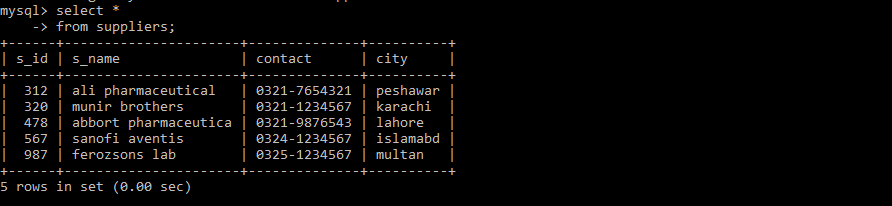 mysql> select *
    -> from suppliers;
+------+----------------------+--------------+----------+
| s_id | s_name               | contact      | city     |
+------+----------------------+--------------+----------+
|  312 | ali pharmaceutical   | 0321-7654321 | peshawar |
|  320 | munir brothers       | 0321-1234567 | karachi  |
|  478 | abbort pharmaceutica | 0321-9876543 | lahore   |
|  567 | sanofi aventis       | 0324-1234567 | islamabd |
|  987 | ferozsons lab        | 0325-1234567 | multan   |
+------+----------------------+--------------+----------+
5 rows in set (0.00 sec)